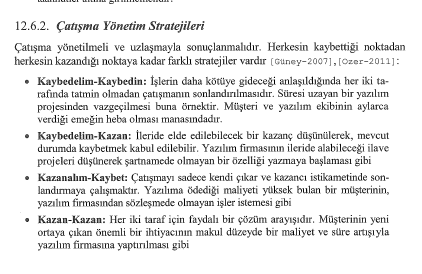 12.6.2. Çatışma Yönetim Stratejileri
Çatışma yönetilmeli ve uzlaşmayla sonuçlanmalıdır. Herkesin kaybettiği noktadan
herkesin kazandığı noktaya kadar farklı stratejiler vardır [Guney-2007],[Ozer-2011]:
• Kaybedelim-Kaybedin: İşlerin daha kötüye gideceği anlaşıldığında her iki ta-
rafında tatmin olmadan çatışmanın sonlandırılmasıdır. Süresi uzayan bir yazılım
projesinden vazgeçilmesi buna örnektir. Müşteri ve yazılım ekibinin aylarca
verdiği emeğin heba olması manasındadır.
• Kaybedelim-Kazan: İleride elde edilebilecek bir kazanç düşünülerek, mevcut
durumda kaybetmek kabul edilebilir. Yazılım firmasının ileride alabileceği ilave
projeleri düşünerek şartnamede olmayan bir özelliği yazmaya başlaması gibi
• Kazanalım-Kaybet: Çatışmayı sadece kendi çıkar ve kazancı istikametinde son-
landırmaya çalışmaktır. Yazılıma ödediği maliyeti yüksek bulan bir müşterinin,
yazılım firmasından sözleşmede olmayan işler istemesi gibi
• Kazan-Kazan: Her iki taraf için faydalı bir çözüm arayışıdır. Müşterinin yeni
ortaya çıkan önemli bir ihtiyacının makul düzeyde bir maliyet ve süre artışıyla
yazılım firmasına yaptırılması gibi